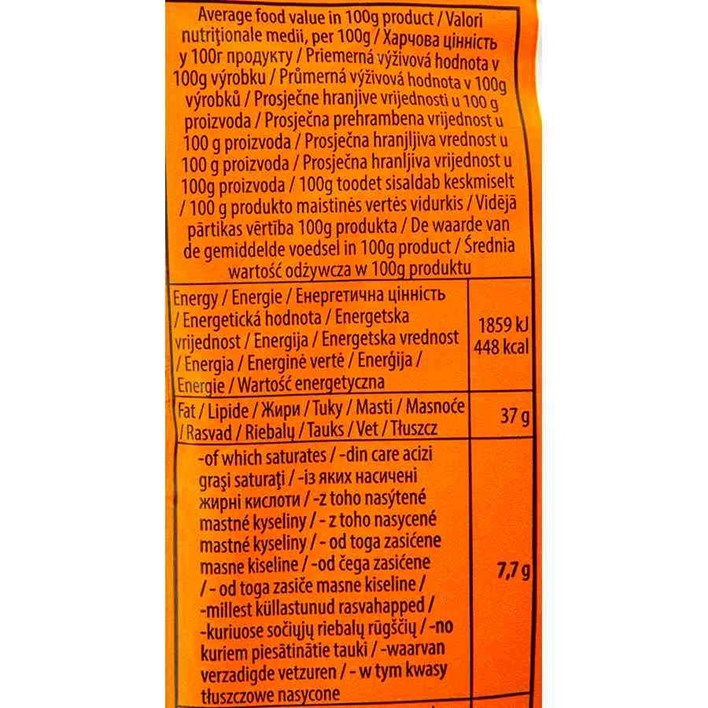 Average food value in 100g product / Valori
nutriţionale medii, per 100g / Харчова цінність
у 100г продукту / Priemerná výživová hodnota v
100g výrobku / Průmerná výživová hodnota v 100g
výrobků / Prosječne hranjive vrijednosti u 100 g
proizvoda / Prosječna prehrambena vrijednost u
100 g proizvoda / Prosječna hranjljiva vrednost u
100 g proizvoda / Prosječna hranljiva vrijednost u
100g proizvoda / 100g toodet sisaldab keskmiselt
/ 100 g produkto maistinės vertės vidurkis / Vidējā
pārtikas vērtība 100g produkta / De waarde van
de gemiddelde voedsel in 100g product / Średnia
wartość odżywcza w 100g produktu
Energy / Energie / Енергетична цінність
/ Energetická hodnota / Energetska
vrijednost / Energija / Energetska vrednost
/ Energia / Energinė vertė / Enerģija /
Energie / Wartość energetyczna
1859 kJ
448 kcal
Fat / Lipide / Жири / Tuky / Masti / Masnoće
/ Rasvad / Riebalų / Tauks / Vet / Tłuszcz
37 g
-of which saturates / -din care acizi
graşi saturaţi / -із яких насичені
жирні кислоти / -z toho nasýtené
mastné kyseliny / - z toho nasycené
mastné kyseliny / - od toga zasićene
masne kiseline / -od čega zasićene
/ - od toga zasiče masne kiseline /
-millest küllastunud rasvahapped /
-kuriuose sočiųjų riebalų rūgščių / -no
kuriem piesātinātie tauki / -waarvan
verzadigde vetzuren / - w tym kwasy
tłuszczowe nasycone
7,7 g